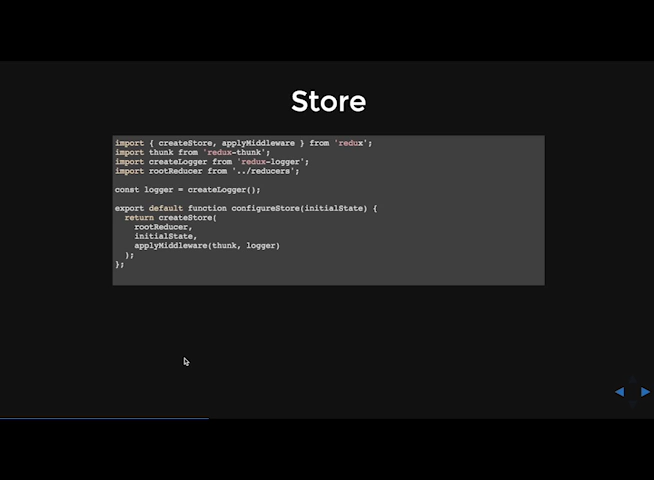 Store
import { createStore, applyMiddleware } from 'redux';
import thunk from 'redux-thunk';
import createLogger from 'redux-logger';
import rootReducer from '../reducers';
const logger = createLogger();
export default function configureStore(initialState) {
return createStore(
rootReducer,
initialState,
applyMiddleware(thunk, logger)
);
};